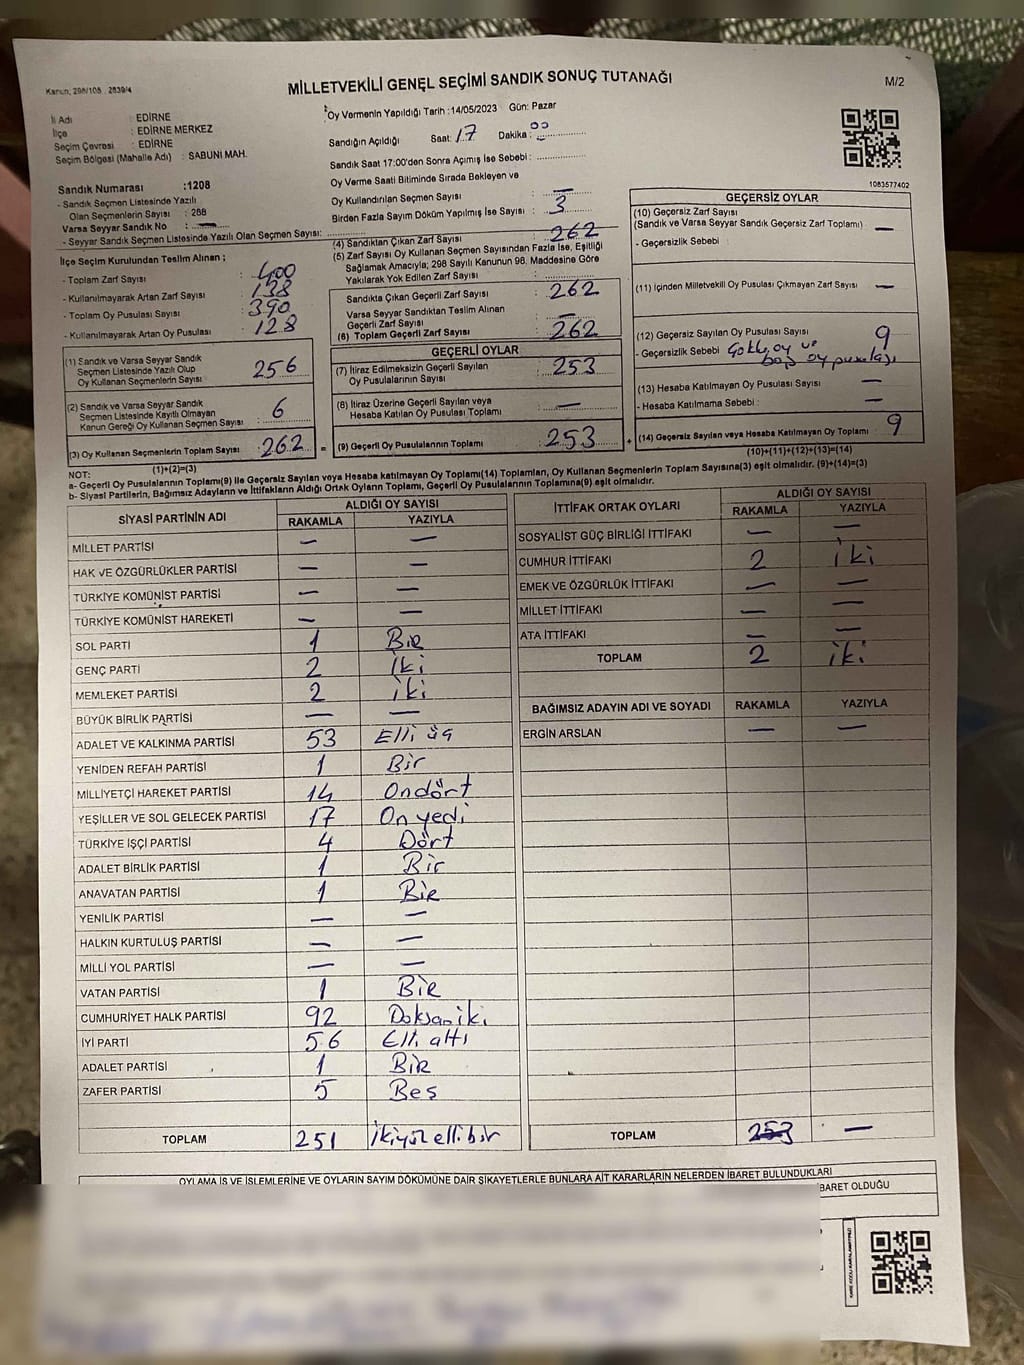 Kanun; 298/105 , 2839/4
MİLLETVEKİLİ GENEL SEÇİMİ SANDIK SONUÇ TUTANAĞI
M/2
İl Adı : EDİRNE
İlçe : EDİRNE MERKEZ
Seçim Çevresi : EDİRNE
Seçim Bölgesi (Mahalle Adı) : SABUNİ MAH.
Oy Vermenin Yapıldığı Tarih :14/05/2023 Gün: Pazar
Sandığın Açıldığı Saat: 17 Dakika: 00
Sandık Saat 17:00'den Sonra Açımış İse Sebebi: ..............
Oy Verme Saati Bitiminde Sırada Bekleyen ve
Oy Kullandırılan Seçmen Sayısı : —
Birden Fazla Sayım Döküm Yapılmış İse Sayısı : 3
1083577402
Sandık Numarası :1208
- Sandık Seçmen Listesinde Yazılı
Olan Seçmenlerin Sayısı : 288
Varsa Seyyar Sandık No : —
- Seyyar Sandık Seçmen Listesinde Yazılı Olan Seçmen Sayısı: ..............
İlçe Seçim Kurulundan Teslim Alınan ;
- Toplam Zarf Sayısı : 400
- Kullanılmayarak Artan Zarf Sayısı : 138
- Toplam Oy Pusulası Sayısı : 390
- Kullanılmayarak Artan Oy Pusulası : 128
(1) Sandık ve Varsa Seyyar Sandık
Seçmen Listesinde Yazılı Olup
Oy Kullanan Seçmenlerin Sayısı : 256
(2) Sandık ve Varsa Seyyar Sandık
Seçmen Listesinde Kayıtlı Olmayan
Kanun Gereği Oy Kullanan Seçmen Sayısı : 6
(3) Oy Kullanan Seçmenlerin Toplam Sayısı : 262 =
(1)+(2)=(3)
(4) Sandıktan Çıkan Zarf Sayısı : 262
(5) Zarf Sayısı Oy Kullanan Seçmen Sayısından Fazla İse, Eşitliği
Sağlamak Amacıyla; 298 Sayılı Kanunun 98. Maddesine Göre
Yakılarak Yok Edilen Zarf Sayısı :
Sandıkta Çıkan Geçerli Zarf Sayısı : 262
Varsa Seyyar Sandıktan Teslim Alınan
Geçerli Zarf Sayısı : —
(6) Toplam Geçerli Zarf Sayısı : 262
GEÇERLİ OYLAR
(7) İtiraz Edilmeksizin Geçerli Sayılan
Oy Pusulalarının Sayısı : 253
(8) İtiraz Üzerine Geçerli Sayılan veya
Hesaba Katılan Oy Pusulası Toplamı : —
(9) Geçerli Oy Pusulalarının Toplamı : 253 +
GEÇERSİZ OYLAR
(10) Geçersiz Zarf Sayısı
(Sandık ve Varsa Seyyar Sandık Geçersiz Zarf Toplamı) —
- Geçersizlik Sebebi :
(11) İçinden Milletvekili Oy Pusulası Çıkmayan Zarf Sayısı —
(12) Geçersiz Sayılan Oy Pusulası Sayısı 9
- Geçersizlik Sebebi Çoklu oy ve
boş oy pusulası
(13) Hesaba Katılmayan Oy Pusulası Sayısı —
- Hesaba Katılmama Sebebi : —
(14) Geçersiz Sayılan veya Hesaba Katılmayan Oy Toplamı 9
(10)+(11)+(12)+(13)=(14)
NOT:
a- Geçerli Oy Pusulalarının Toplamı(9) ile Geçersiz Sayılan veya Hesaba katılmayan Oy Toplamı(14) Toplamları, Oy Kullanan Seçmenlerin Toplam Sayısına(3) eşit olmalıdır. (9)+(14)=(3)
b- Siyasi Partilerin, Bağımsız Adayların ve İttifakların Aldığı Ortak Oyların Toplamı, Geçerli Oy Pusulalarının Toplamına(9) eşit olmalıdır.
SİYASİ PARTİNİN ADI ALDIĞI OY SAYISI
RAKAMLA YAZIYLA
MİLLET PARTİSİ — —
HAK VE ÖZGÜRLÜKLER PARTİSİ — —
TÜRKİYE KOMÜNİST PARTİSİ — —
TÜRKİYE KOMÜNİST HAREKETİ — —
SOL PARTİ 1 Bir
GENÇ PARTİ 2 İki
MEMLEKET PARTİSİ 2 iki
BÜYÜK BİRLİK PARTİSİ — —
ADALET VE KALKINMA PARTİSİ 53 Elli üç
YENİDEN REFAH PARTİSİ 1 Bir
MİLLİYETÇİ HAREKET PARTİSİ 14 Ondört
YEŞİLLER VE SOL GELECEK PARTİSİ 17 On yedi
TÜRKİYE İŞÇİ PARTİSİ 4 Dört
ADALET BİRLİK PARTİSİ 1 Bir
ANAVATAN PARTİSİ 1 Bir
YENİLİK PARTİSİ — —
HALKIN KURTULUŞ PARTİSİ — —
MİLLİ YOL PARTİSİ — —
VATAN PARTİSİ 1 Bir
CUMHURİYET HALK PARTİSİ 92 Doksan iki
İYİ PARTİ 56 Elli altı
ADALET PARTİSİ 1 Bir
ZAFER PARTİSİ 5 Beş
TOPLAM 251 İkiyüz ellibir
İTTİFAK ORTAK OYLARI ALDIĞI OY SAYISI
RAKAMLA YAZIYLA
SOSYALİST GÜÇ BİRLİĞİ İTTİFAKI — —
CUMHUR İTTİFAKI 2 iki
EMEK VE ÖZGÜRLÜK İTTİFAKI — —
MİLLET İTTİFAKI — —
ATA İTTİFAKI — —
TOPLAM 2 iki
BAĞIMSIZ ADAYIN ADI VE SOYADI RAKAMLA YAZIYLA
ERGİN ARSLAN — —
TOPLAM 253 —
OYLAMA İŞ VE İŞLEMLERİNE VE OYLARIN SAYIM DÖKÜMÜNE DAİR ŞİKAYETLERLE BUNLARA AİT KARARLARIN NELERDEN İBARET BULUNDUKLARI
BARET OLDUĞU